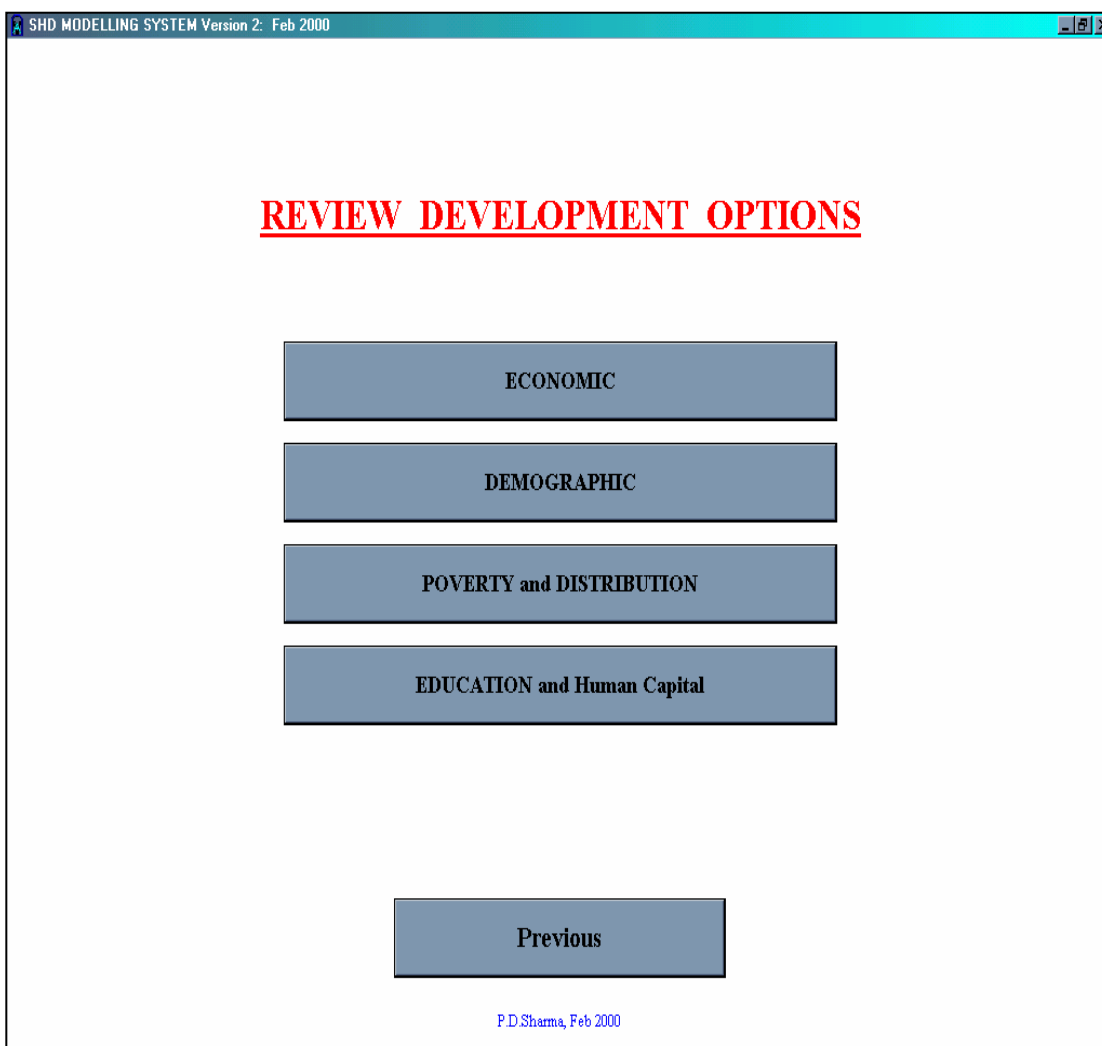 SHD MODELLING SYSTEM Version 2: Feb 2000
REVIEW DEVELOPMENT OPTIONS
ECONOMIC
DEMOGRAPHIC
POVERTY and DISTRIBUTION
EDUCATION and Human Capital
Previous
P.D.Sharma, Feb 2000